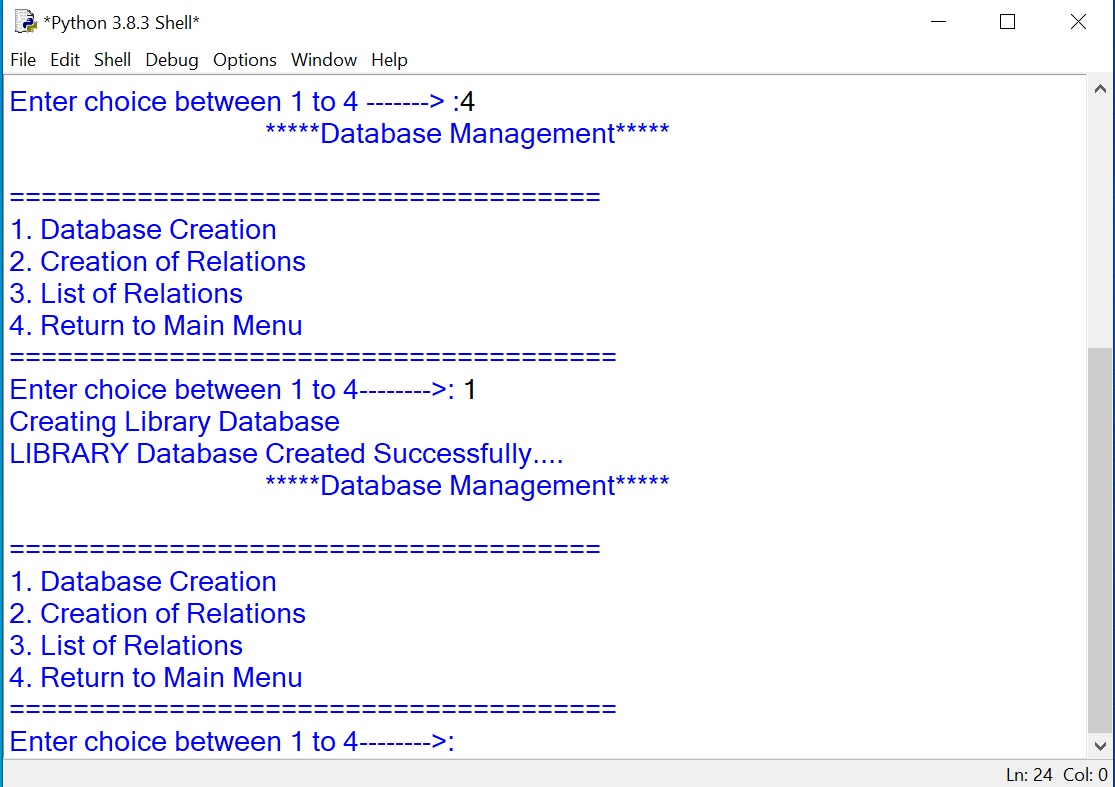 *Python 3.8.3 Shell*
File Edit Shell Debug Options Window Help
Enter choice between 1 to 4 -------> :4
*****Database Management*****
=====================================
1. Database Creation
2. Creation of Relations
3. List of Relations
4. Return to Main Menu
======================================
Enter choice between 1 to 4-------->: 1
Creating Library Database
LIBRARY Database Created Successfully....
*****Database Management*****
=====================================
1. Database Creation
2. Creation of Relations
3. List of Relations
4. Return to Main Menu
======================================
Enter choice between 1 to 4-------->:
Ln: 24 Col: 0